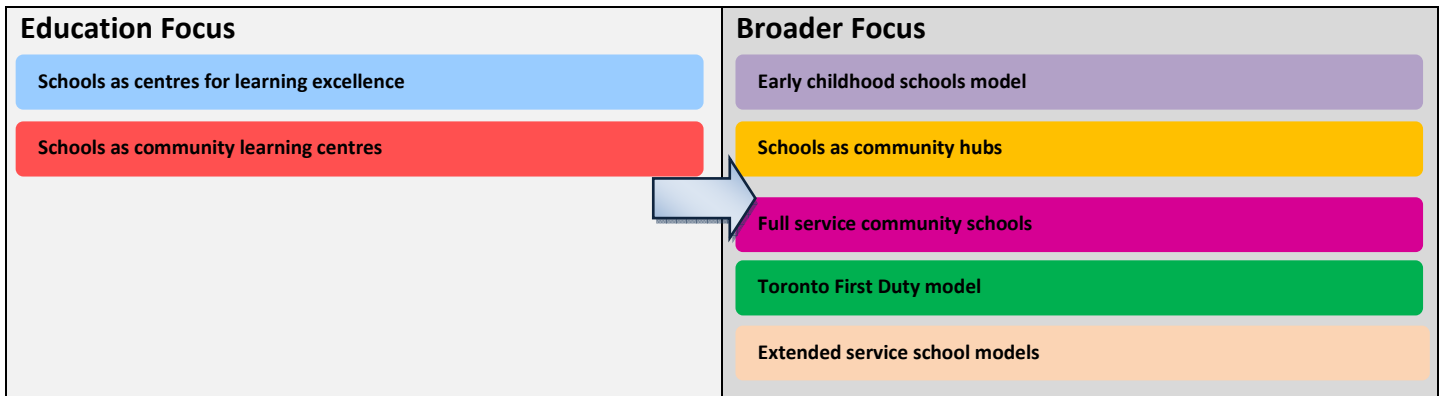 Education Focus
Schools as centres for learning excellence
Schools as community learning centres
Broader Focus
Early childhood schools model
Schools as community hubs
Full service community schools
Toronto First Duty model
Extended service school models